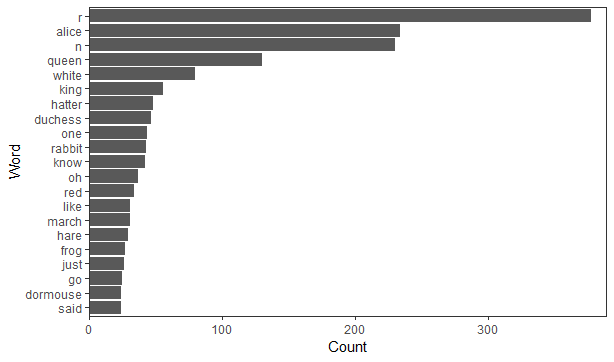 r
alice
n
queen
white
king
hatter
duchess
one
rabbit
know
oh
red
like
march
hare
frog
just
go
dormouse
said
Word
0 100 200 300
Count